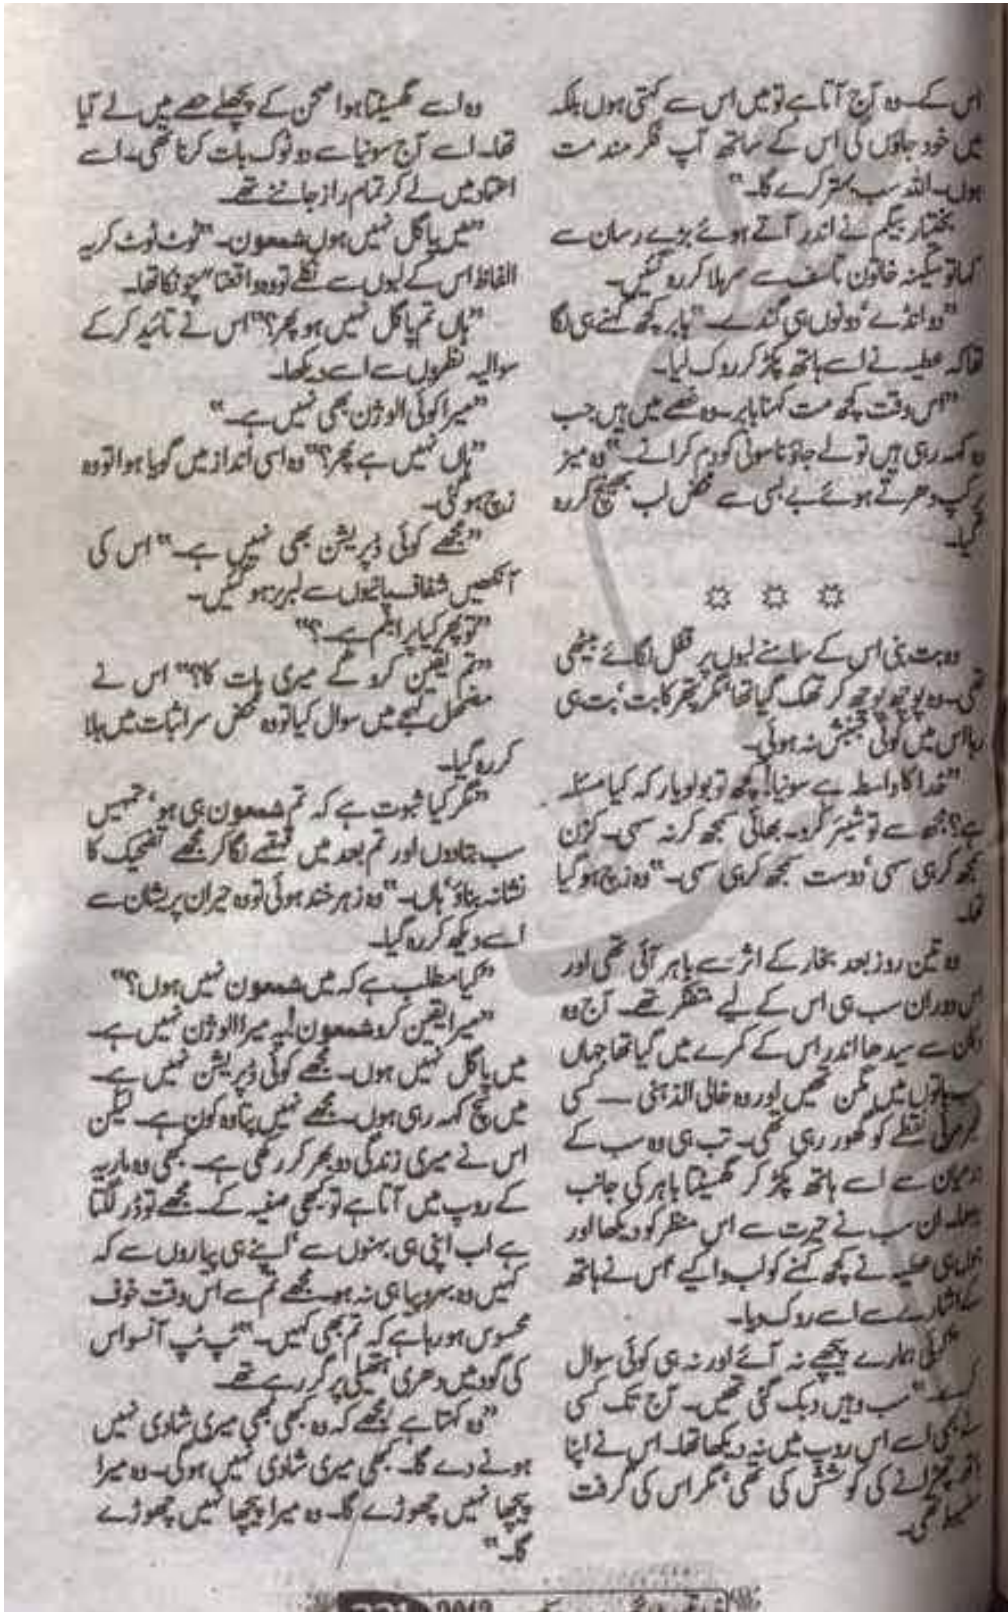 اس کے۔ وہ آج آتا ہے تو میں اس سے کہتی ہوں بلکہ
میں خود جاؤں گی اس کے ساتھ آپ فکر مند مت
ہوں۔ اللہ سب بہتر کرے گا۔"
بختیار بیگم نے اندر آتے ہوئے بڑے رسان سے
کہا تو سکینہ خاتون تاسف سے سر ہلا کر رہ گئیں۔
"دو انڈے' دونوں ہی گندے۔" بابر کچھ کہنے ہی لگا
تھا کہ عطیہ نے اسے ہاتھ پکڑ کر روک لیا۔
"اس وقت کچھ مت کہنا بابر۔ وہ غصے میں ہیں جب
وہ کہہ رہی ہیں تو لے جاؤ نا سونی کو دم کرانے۔" وہ میز
پر کپ دھرتے ہوئے بے بسی سے محض لب بھینچ کر رہ
گیا۔
وہ بت بنی اس کے سامنے لبوں پر قفل لگائے بیٹھی
تھی۔ وہ پوچھ پوچھ کر تھک گیا تھا' مگر پتھر کا بت' بت ہی
رہا اس میں کوئی جنبش نہ ہوئی۔
"خدا کا واسطہ ہے سونیا! کچھ تو بولو یار کہ کیا مسئلہ
ہے؟ مجھ سے تو شیئر کرو۔ بھائی سمجھ کر نہ سہی۔ کزن
سمجھ کر ہی سہی' دوست سمجھ کر ہی سہی۔" وہ زچ ہو گیا
تھا۔
وہ تین روز بعد بخار کے اثر سے باہر آئی تھی اور
اس دوران سب ہی اس کے لیے متفکر تھے۔ آج وہ
سے سیدھا اندر اس کے کمرے میں گیا تھا جہاں
سب باتوں میں مگن تھیں اور وہ خالی الذہنی ـــ کسی
غیر مرئی نقطے کو گھور رہی تھی۔ تب ہی وہ سب کے
درمیان سے اسے ہاتھ پکڑ کر گھسیٹتا باہر کی جانب
ان سب نے حیرت سے اس منظر کو دیکھا اور
جوں ہی عطیہ نے کچھ کہنے کو لب وا کیے' اس نے ہاتھ
کے اشارے سے اسے روک دیا۔
"کوئی ہمارے پیچھے نہ آئے اور نہ ہی کوئی سوال
کرے۔" سب وہیں دبک گئی تھیں۔ آج تک کسی
نے بھی اسے اس روپ میں نہ دیکھا تھا۔ اس نے اپنا
ہاتھ چھڑانے کی کوشش کی تھی' مگر اس کی گرفت
مضبوط تھی۔
وہ اسے گھسیٹتا ہوا صحن کے پچھلے حصے میں لے آیا
تھا۔ اسے آج سونیا سے دو ٹوک بات کرنا تھی۔ اسے
اعتماد میں لے کر تمام راز جاننے تھے۔
"میں پاگل نہیں ہوں شمعون۔" ٹوٹ ٹوٹ کر یہ
الفاظ اس کے لبوں سے نکلے تو وہ دفعتا" چونکا تھا۔
"ہاں تم پاگل نہیں ہو پھر؟" اس نے تائید کر کے
سوالیہ نظروں سے اسے دیکھا۔
"میرا کوئی الوژن بھی نہیں ہے۔"
"ہاں نہیں ہے پھر؟" وہ اسی انداز میں گویا ہوا تو وہ
زچ ہو گئی۔
"مجھے کوئی ڈپریشن بھی نہیں ہے۔" اس کی
آنکھیں شفاف پانیوں سے لبریز ہو گئیں۔
"تو پھر کیا پرابلم ہے۔؟"
"تم یقین کرو گے میری بات کا؟" اس نے
مضمحل لہجے میں سوال کیا تو وہ محض سر اثبات میں ہلا
کر رہ گیا۔
"مگر کیا ثبوت ہے کہ تم شمعون ہی ہو' تمہیں
سب بتا دوں اور تم بعد میں قہقہے لگا کر مجھے تضحیک کا
نشانہ بناؤ' ہاں۔" وہ زہر خند ہوئی تو وہ حیران پریشان سے
اسے دیکھ کر رہ گیا۔
"کیا مطلب ہے کہ میں شمعون نہیں ہوں؟"
"میرا یقین کرو شمعون! یہ میرا الوژن نہیں ہے۔
میں پاگل نہیں ہوں۔ مجھے کوئی ڈپریشن نہیں ہے۔
میں سچ کہہ رہی ہوں۔ مجھے نہیں پتا وہ کون ہے۔ لیکن
اس نے میری زندگی دوبھر کر رکھی ہے۔ کبھی وہ ماریہ
کے روپ میں آتا ہے تو کبھی صفیہ کے۔ مجھے تو ڈر لگتا
ہے اب اپنی ہی بہنوں سے' اپنے ہی پیاروں سے کہ
کہیں وہ بہروپیا ہی نہ ہو۔ مجھے تم سے اس وقت خوف
محسوس ہو رہا ہے کہ تم بھی کہیں۔" ٹپ ٹپ آنسو اس
کی گود میں دھری ہتھیلی پر گر رہے تھے۔
"وہ کہتا ہے مجھے کہ وہ کبھی بھی میری شادی نہیں
ہونے دے گا۔ کبھی میری شادی نہیں ہو گی۔ وہ میرا
پیچھا نہیں چھوڑے گا۔ وہ میرا پیچھا نہیں چھوڑے
گا۔"